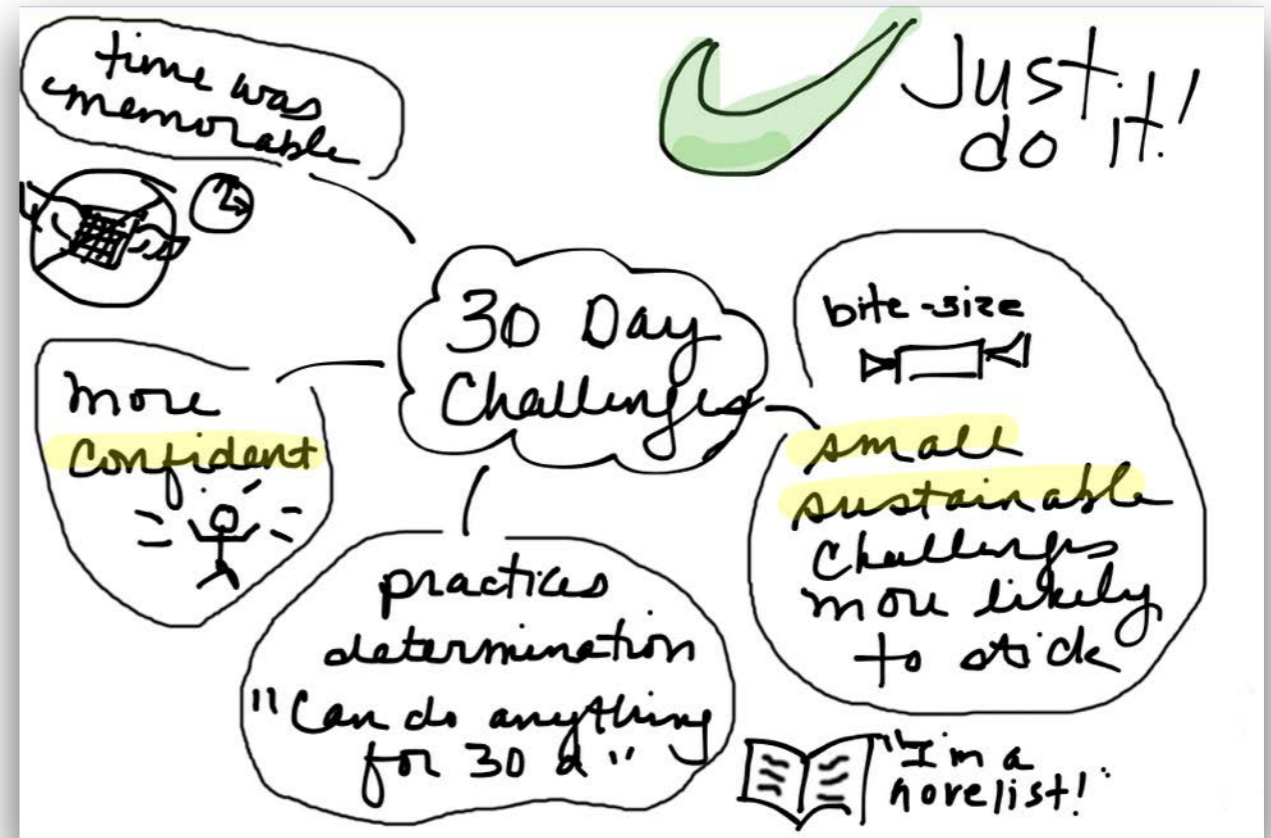 time was
memorable
Just
do it!
30 Day
Challenges
bite-size
small
sustainable
challenges
more likely
to stick
more
confident
practices
determination
"Can do anything
for 30 d"
"I'm a
novelist!"